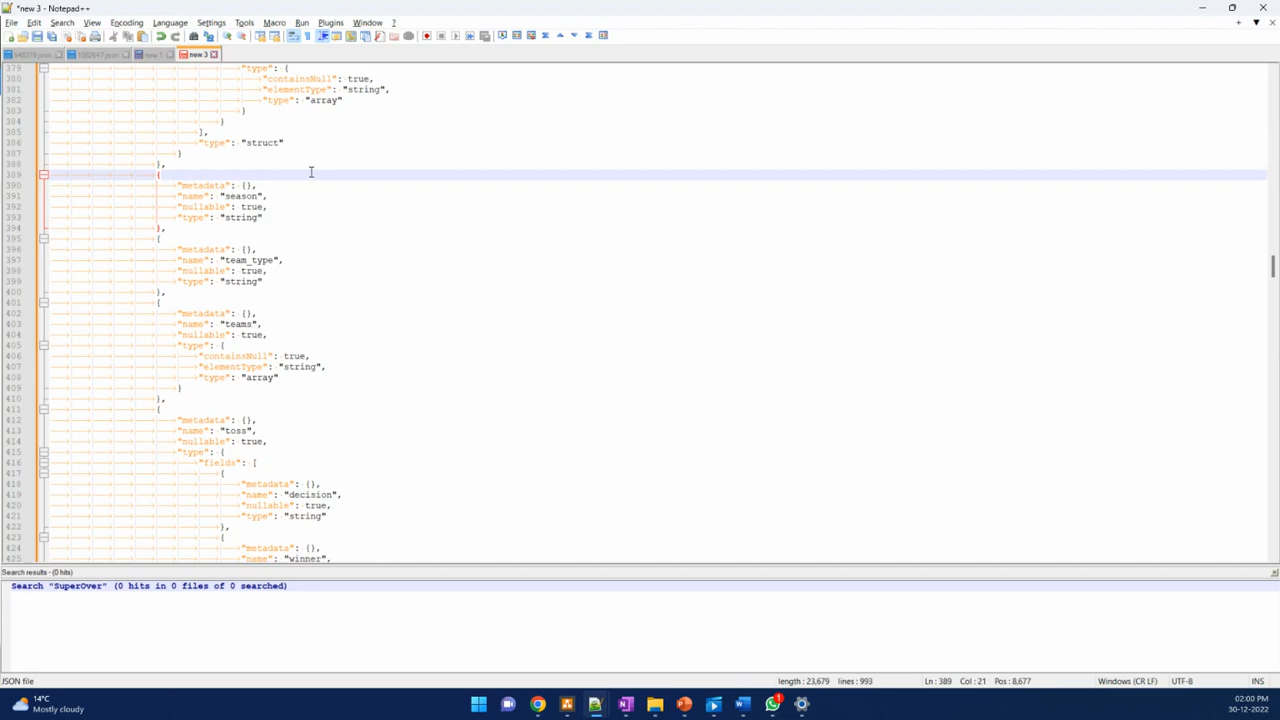 *new 3 - Notepad++
File Edit Search View Encoding Language Settings Tools Macro Run Plugins Window ?
new 1 new 3
379 "type": {
380 "containsNull": true,
381 "elementType": "string",
382 "type": "array"
383 }
384 }
385 ],
386 "type": "struct"
387 }
388 },
389 {
390 "metadata": {},
391 "name": "season",
392 "nullable": true,
393 "type": "string"
394 },
395 {
396 "metadata": {},
397 "name": "team_type",
398 "nullable": true,
399 "type": "string"
400 },
401 {
402 "metadata": {},
403 "name": "teams",
404 "nullable": true,
405 "type": {
406 "containsNull": true,
407 "elementType": "string",
408 "type": "array"
409 }
410 },
411 {
412 "metadata": {},
413 "name": "toss",
414 "nullable": true,
415 "type": {
416 "fields": [
417 {
418 "metadata": {},
419 "name": "decision",
420 "nullable": true,
421 "type": "string"
422 },
423 {
424 "metadata": {},
425 "name": "winner",
Search results - (0 hits)
Search "SuperOver" (0 hits in 0 files of 0 searched)
JSON file length : 23,679 lines : 993 Ln : 389 Col : 21 Pos : 8,677 Windows (CR LF) UTF-8 INS
14°C
Mostly cloudy
1
02:00 PM
30-12-2022